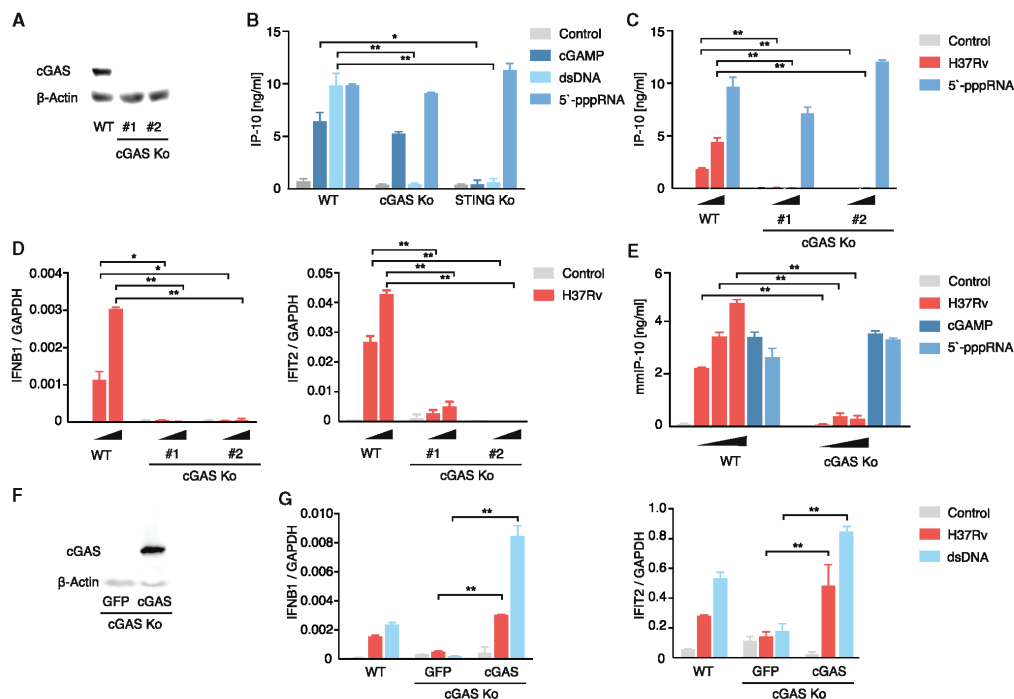 A
cGAS
β-Actin
WT #1 #2
cGAS Ko
B
IP-10 [ng/ml]
15
10
5
0
*
**
**
WT cGAS Ko STING Ko
Control
cGAMP
dsDNA
5`-pppRNA
C
IP-10 [ng/ml]
15
10
5
0
**
**
**
**
WT #1 #2
cGAS Ko
Control
H37Rv
5`-pppRNA
D
IFNB1 / GAPDH
0.004
0.003
0.002
0.001
0
*
*
**
**
WT #1 #2
cGAS Ko
IFIT2 / GAPDH
0.05
0.04
0.03
0.02
0.01
0
**
**
**
WT #1 #2
cGAS Ko
Control
H37Rv
E
mmIP-10 [ng/ml]
6
4
2
0
**
**
**
WT cGAS Ko
Control
H37Rv
cGAMP
5`-pppRNA
F
cGAS
β-Actin
GFP cGAS
cGAS Ko
G
IFNB1 / GAPDH
0.010
0.008
0.006
0.004
0.002
0
**
**
WT GFP cGAS
cGAS Ko
IFIT2 / GAPDH
1.0
0.8
0.6
0.4
0.2
0
**
**
WT GFP cGAS
cGAS Ko
Control
H37Rv
dsDNA